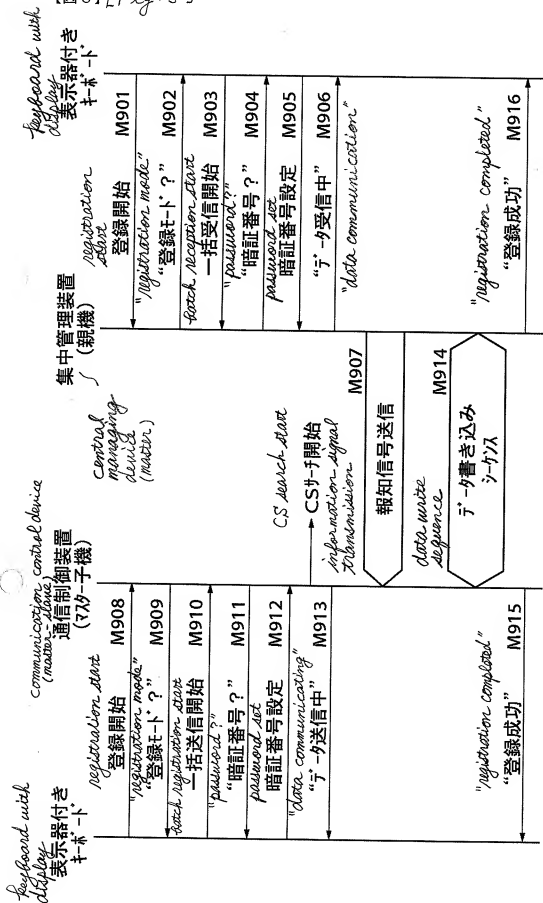 keyboard with
display
表示器付き
キーボード
communication control device
(master-slave)
通信制御装置
(マスター子機)
central
managing
device
(master)
集中管理装置
(親機)
keyboard with
display
表示器付き
キーボード
registration start
登録開始 M908
"registration mode"
"登録モード？" M909
batch registration start
一括送信開始 M910
"password?"
"暗証番号？" M911
password set
暗証番号設定 M912
"data communicating"
"データ送信中" M913
"registration completed"
"登録成功" M915
CS search start
CSサーチ開始
information signal
transmission M907
報知信号送信
data write
sequence M914
データ書き込み
シーケンス
registration
start
登録開始 M901
"registration mode"
"登録モード？" M902
batch reception start
一括受信開始 M903
"password?"
"暗証番号？" M904
password set
暗証番号設定 M905
"データ受信中" M906
"data communication"
"registration completed"
"登録成功" M916